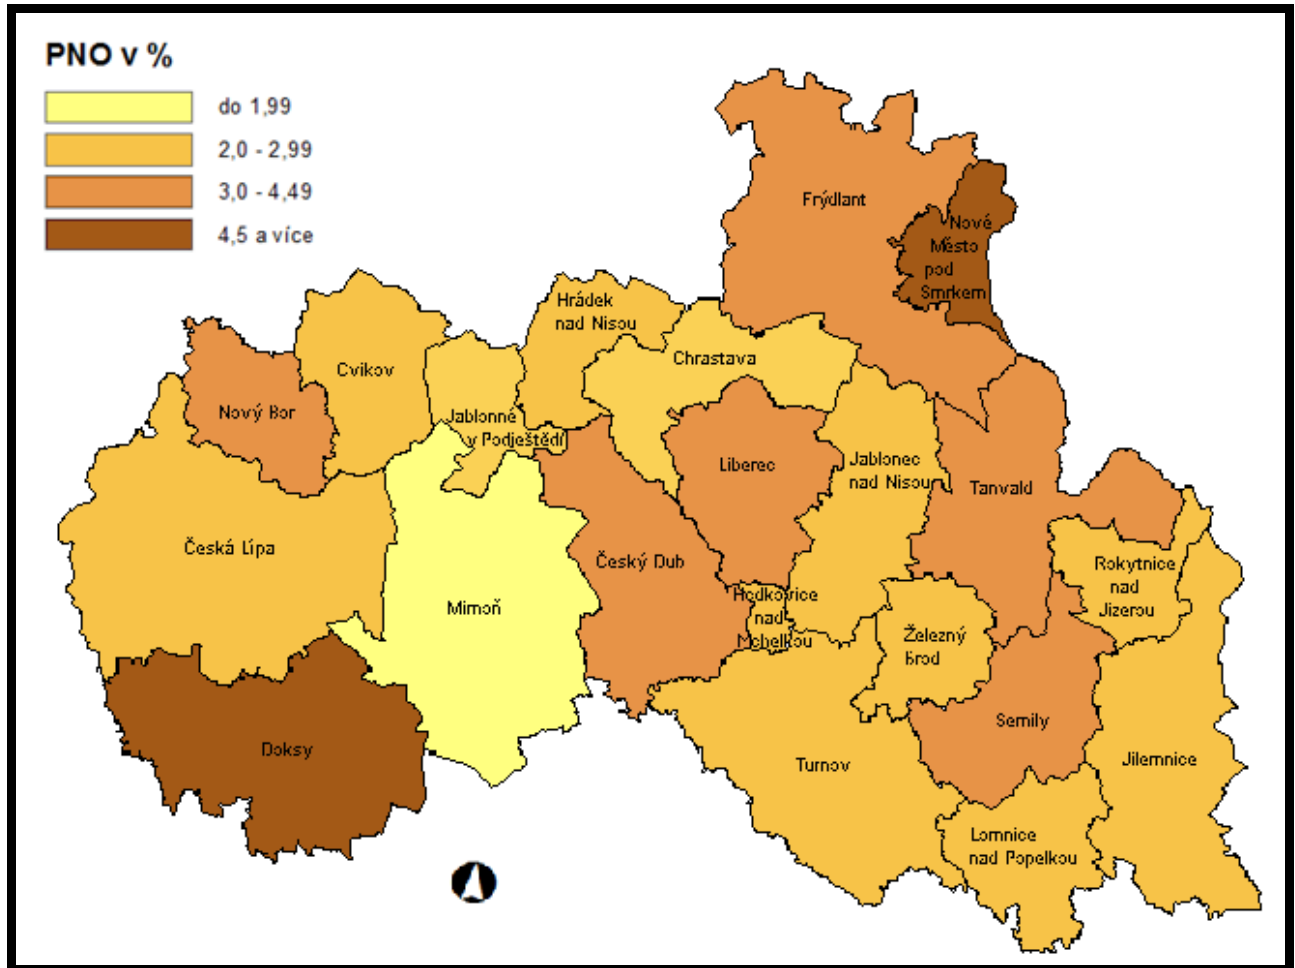 PNO v %
do 1,99
2,0 - 2,99
3,0 - 4,49
4,5 a více
Frýdlant
Nové
Město
pod
Smrkem
Hrádek
nad Nisou
Chrastava
Cvikov
Nový Bor
Jablonné
v Podještědí
Liberec
Jablonec
nad Nisou
Tanvald
Česká Lípa
Mimoň
Český Dub
Hodkovice
nad
Mohelkou
Rokytnice
nad
Jizerou
Železný
Brod
Semily
Doksy
Turnov
Jilemnice
Lomnice
nad Popelkou